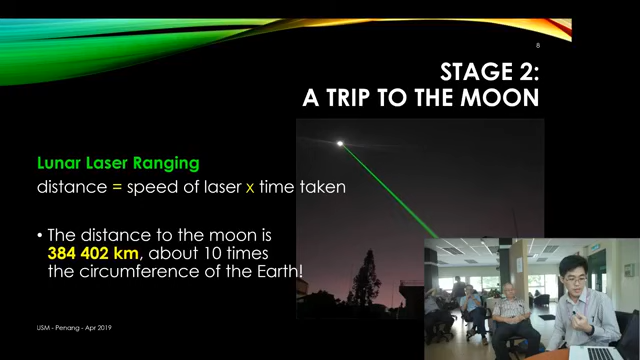 8
STAGE 2:
A TRIP TO THE MOON
Lunar Laser Ranging
distance = speed of laser x time taken
• The distance to the moon is
384 402 km, about 10 times
the circumference of the Earth!
USM - Penang - Apr 2019